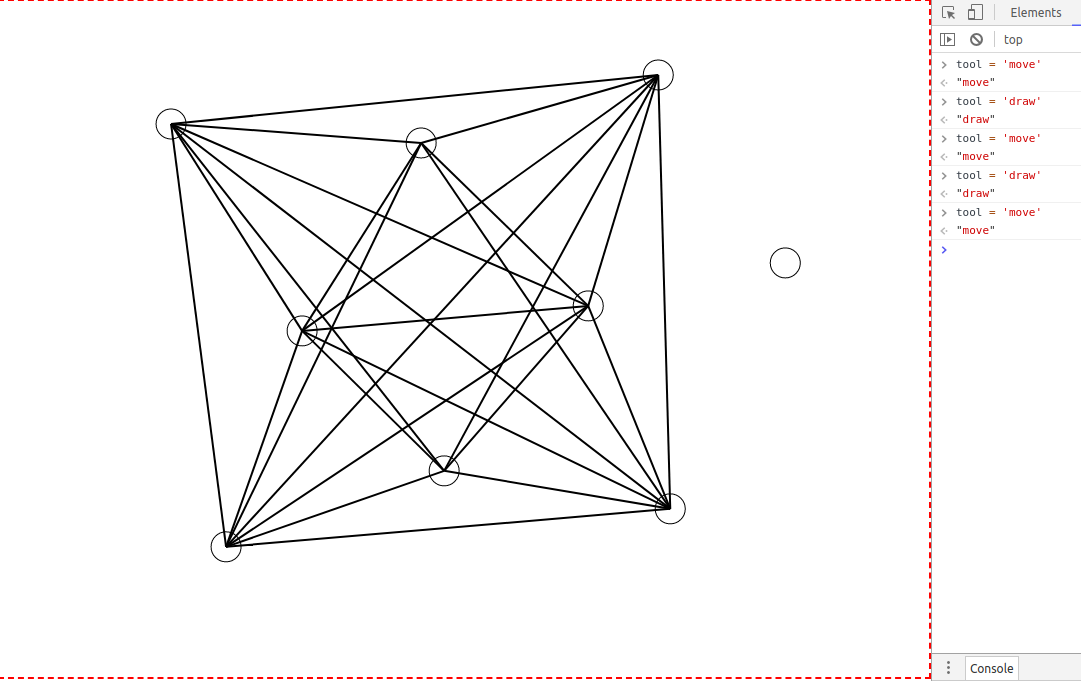 Elements
top
> tool = 'move'
<· "move"
> tool = 'draw'
<· "draw"
> tool = 'move'
<· "move"
> tool = 'draw'
<· "draw"
> tool = 'move'
<· "move"
>
Console